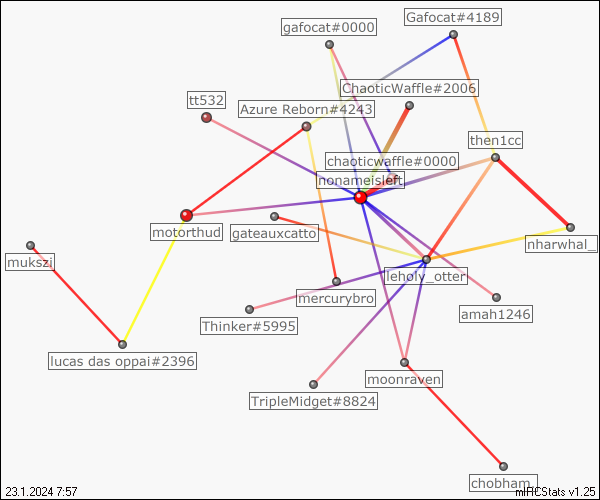 gafocat#0000
Gafocat#4189
ChaoticWaffle#2006
tt532
Azure Reborn#4243
then1cc
chaoticwaffle#0000
nonameisleft
motorthud
gateauxcatto
nharwhal_
mukszi
leholy_otter
mercurybro
amah1246
Thinker#5995
lucas das oppai#2396
moonraven
TripleMidget#8824
chobham_
23.1.2024 7:57
mIRCStats v1.25